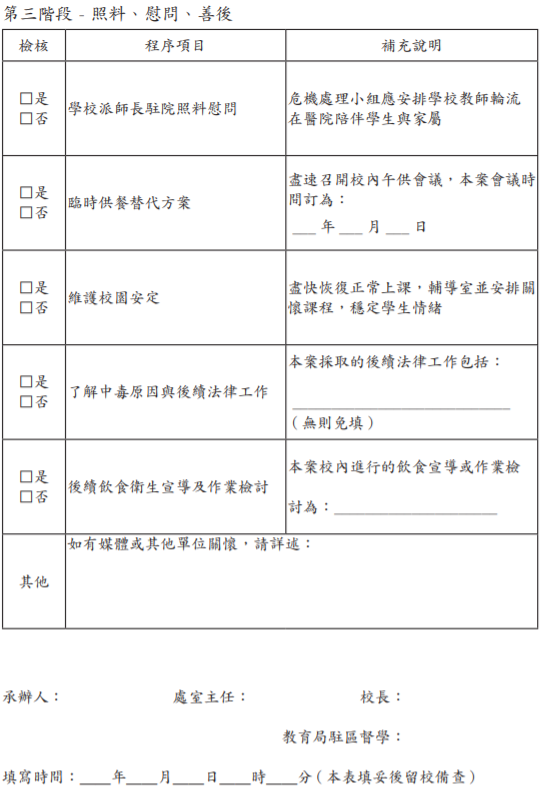 第三階段 - 照料、慰問、善後
檢核 程序項目 補充說明
□是
□否
學校派師長駐院照料慰問
危機處理小組應安排學校教師輪流
在醫院陪伴學生與家屬
□是
□否
臨時供餐替代方案
盡速召開校內午供會議，本案會議時
間訂為：
___ 年 ___ 月 ___ 日
□是
□否
維護校園安定
盡快恢復正常上課，輔導室並安排關
懷課程，穩定學生情緒
□是
□否
了解中毒原因與後續法律工作
本案採取的後續法律工作包括：
____________________________
（無則免填）
□是
□否
後續飲食衛生宣導及作業檢討
本案校內進行的飲食宣導或作業檢
討為：_____________________
其他
如有媒體或其他單位關懷，請詳述：
承辦人： 處室主任： 校長：
教育局駐區督學：
填寫時間：____年____月____日____時____分（本表填妥後留校備查）